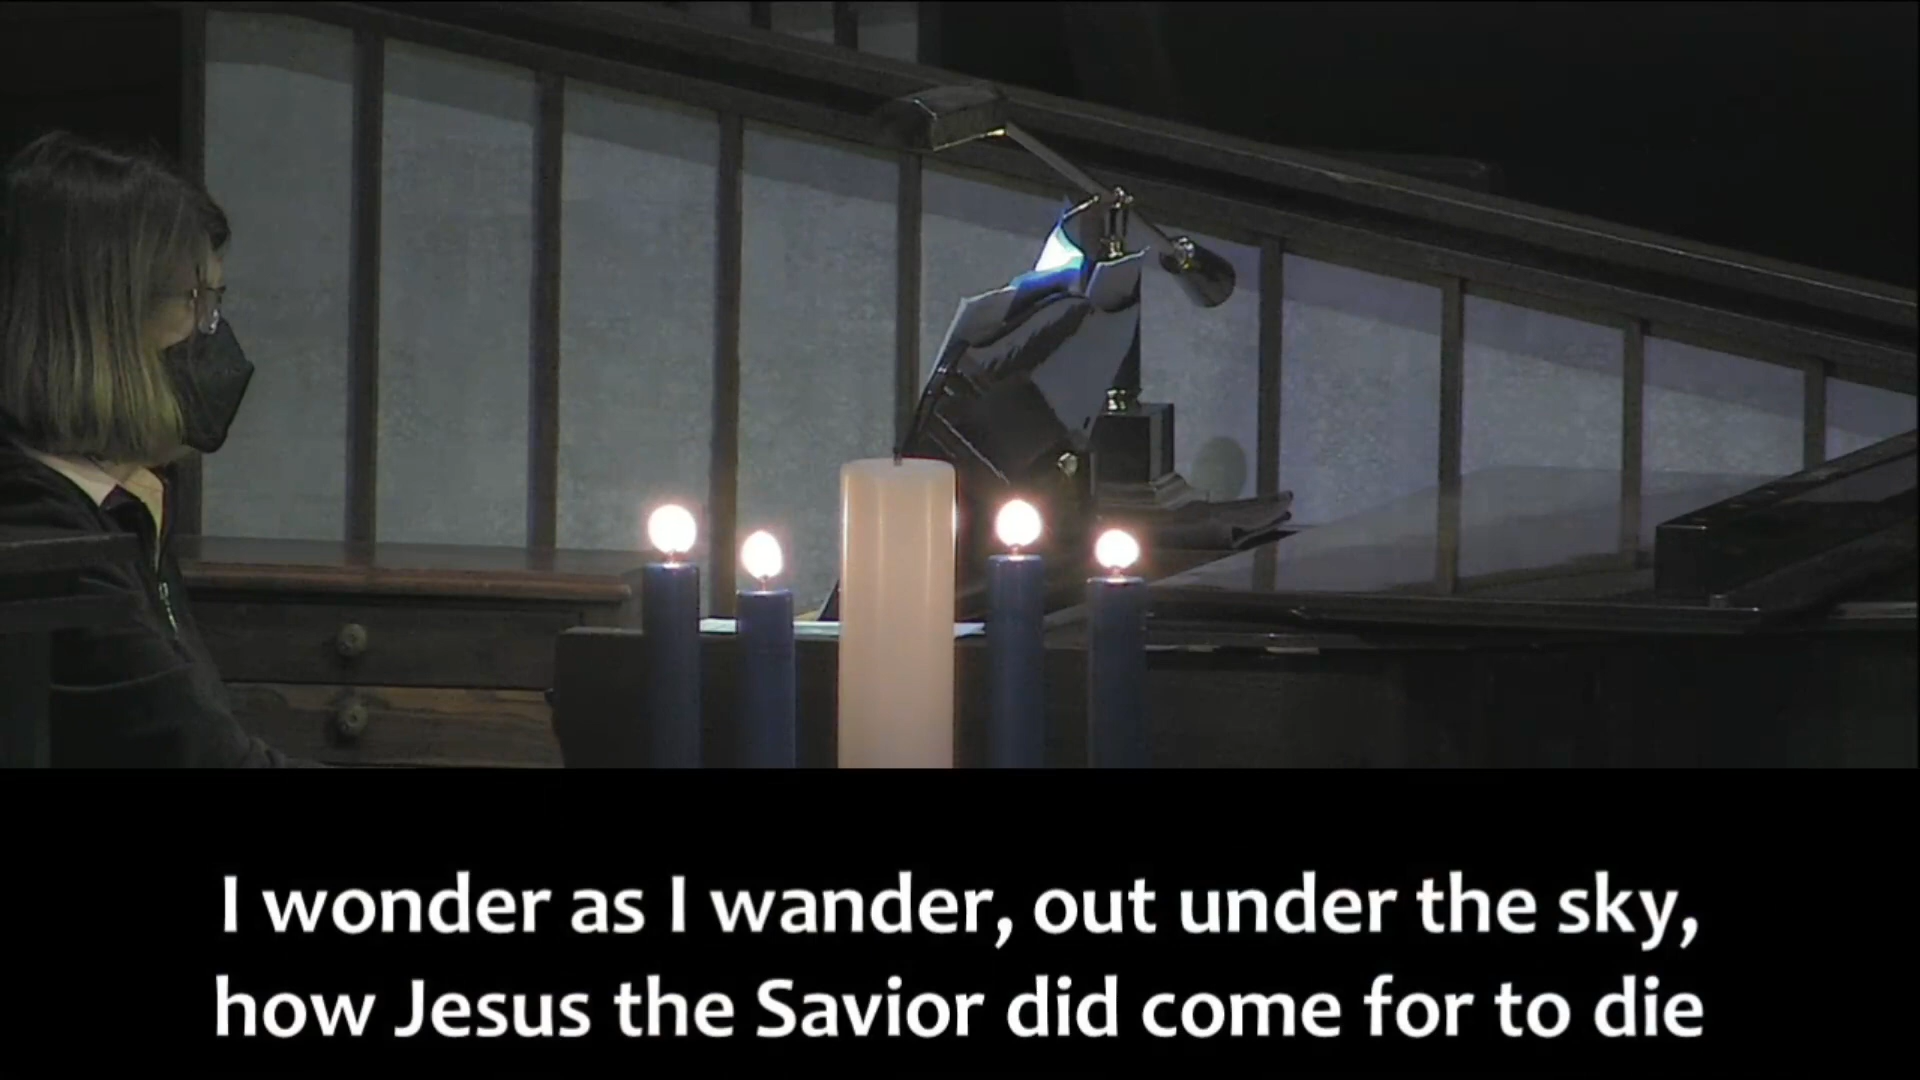 I wonder as I wander, out under the sky,
how Jesus the Savior did come for to die